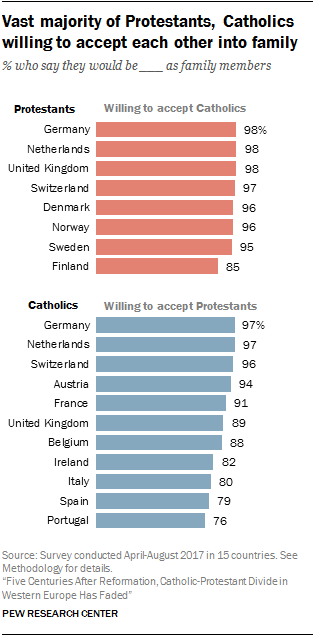 Vast majority of Protestants, Catholics
willing to accept each other into family
% who say they would be ___ as family members
Protestants Willing to accept Catholics
Germany 98%
Netherlands 98
United Kingdom 98
Switzerland 97
Denmark 96
Norway 96
Sweden 95
Finland 85
Catholics Willing to accept Protestants
Germany 97%
Netherlands 97
Switzerland 96
Austria 94
France 91
United Kingdom 89
Belgium 88
Ireland 82
Italy 80
Spain 79
Portugal 76
Source: Survey conducted April-August 2017 in 15 countries. See
Methodology for details.
“Five Centuries After Reformation, Catholic-Protestant Divide in
Western Europe Has Faded”
PEW RESEARCH CENTER